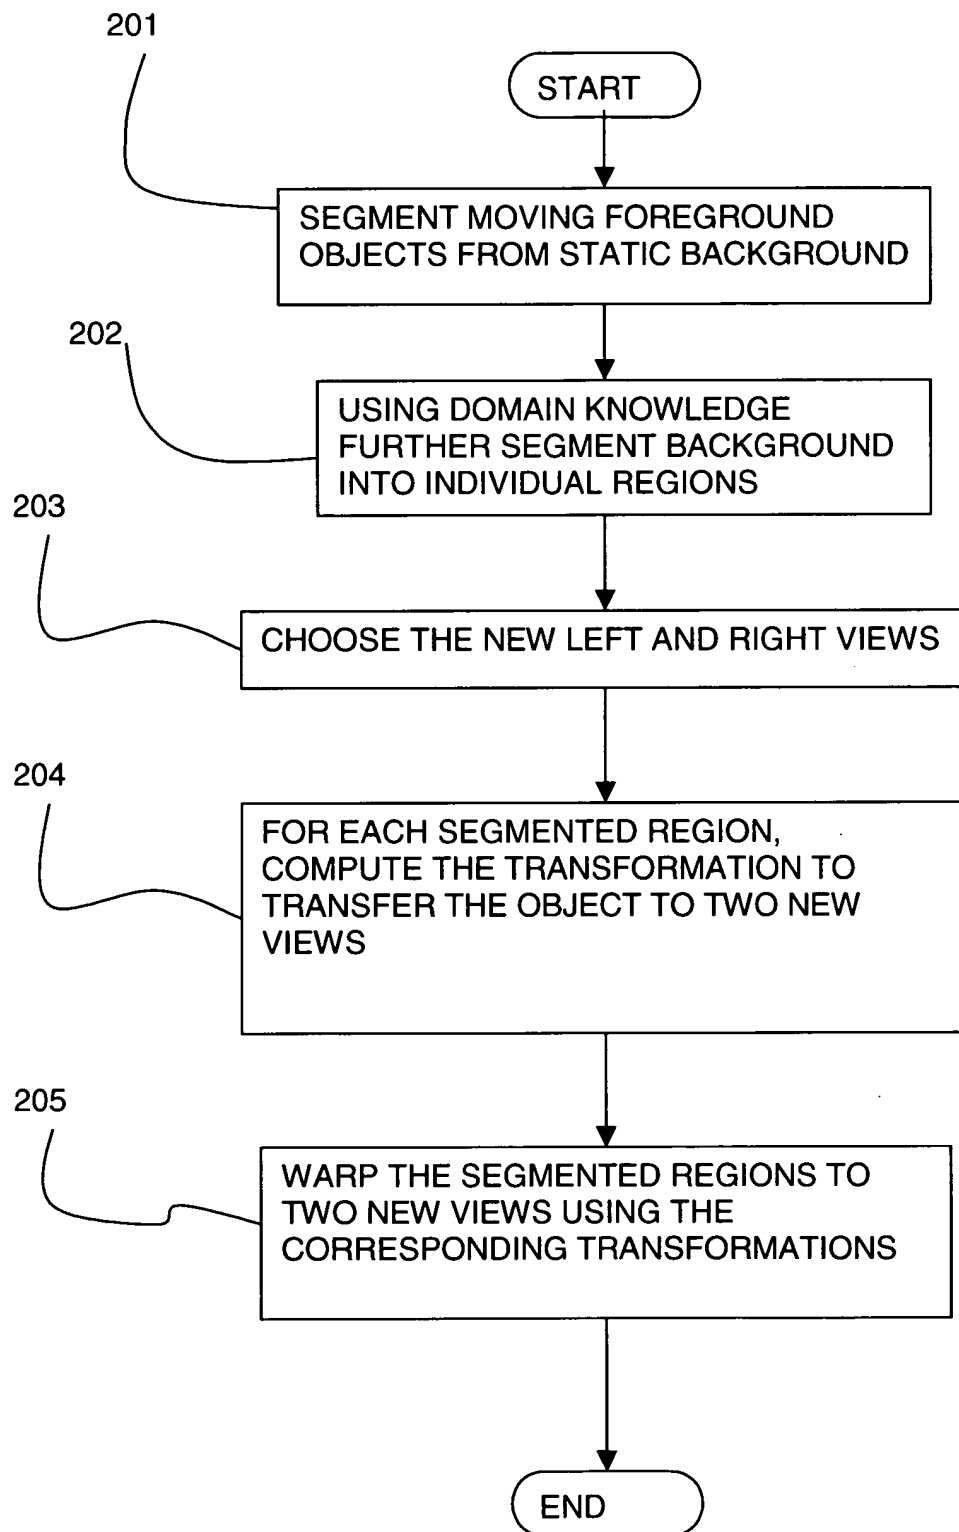 201
START
SEGMENT MOVING FOREGROUND
OBJECTS FROM STATIC BACKGROUND
202
USING DOMAIN KNOWLEDGE
FURTHER SEGMENT BACKGROUND
INTO INDIVIDUAL REGIONS
203
CHOOSE THE NEW LEFT AND RIGHT VIEWS
204
FOR EACH SEGMENTED REGION,
COMPUTE THE TRANSFORMATION TO
TRANSFER THE OBJECT TO TWO NEW
VIEWS
205
WARP THE SEGMENTED REGIONS TO
TWO NEW VIEWS USING THE
CORRESPONDING TRANSFORMATIONS
END